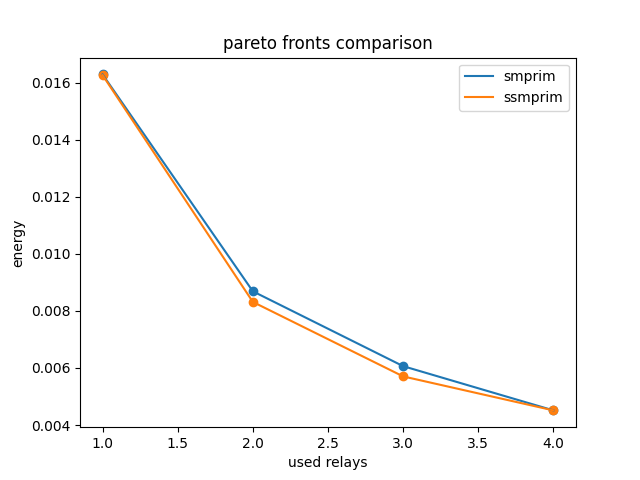 pareto fronts comparison
smprim
ssmprim
0.016
0.014
0.012
0.010
0.008
0.006
0.004
energy
1.0 1.5 2.0 2.5 3.0 3.5 4.0
used relays